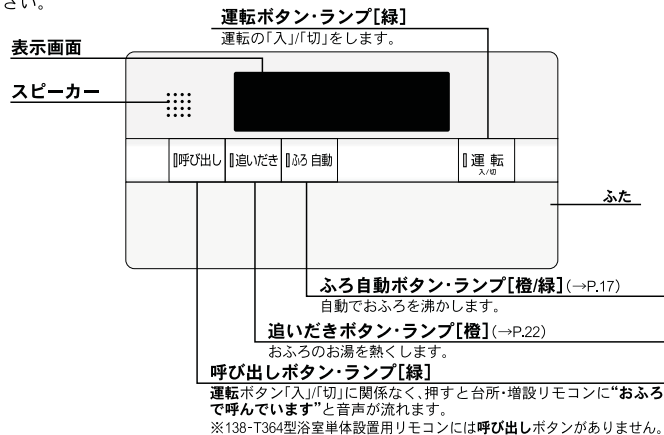 さい。
運転ボタン・ランプ[緑]
運転の「入」/「切」をします。
表示画面
スピーカー
呼び出し 追いだき ふろ 自動 運 転
入/切
ふた
ふろ自動ボタン・ランプ[橙/緑](→P.17)
自動でおふろを沸かします。
追いだきボタン・ランプ[橙](→P.22)
おふろのお湯を熱くします。
呼び出しボタン・ランプ[緑]
運転ボタン「入」/「切」に関係なく、押すと台所・増設リモコンに“おふろ
で呼んでいます”と音声が流れます。
※138-T364型浴室単体設置用リモコンには呼び出しボタンがありません。